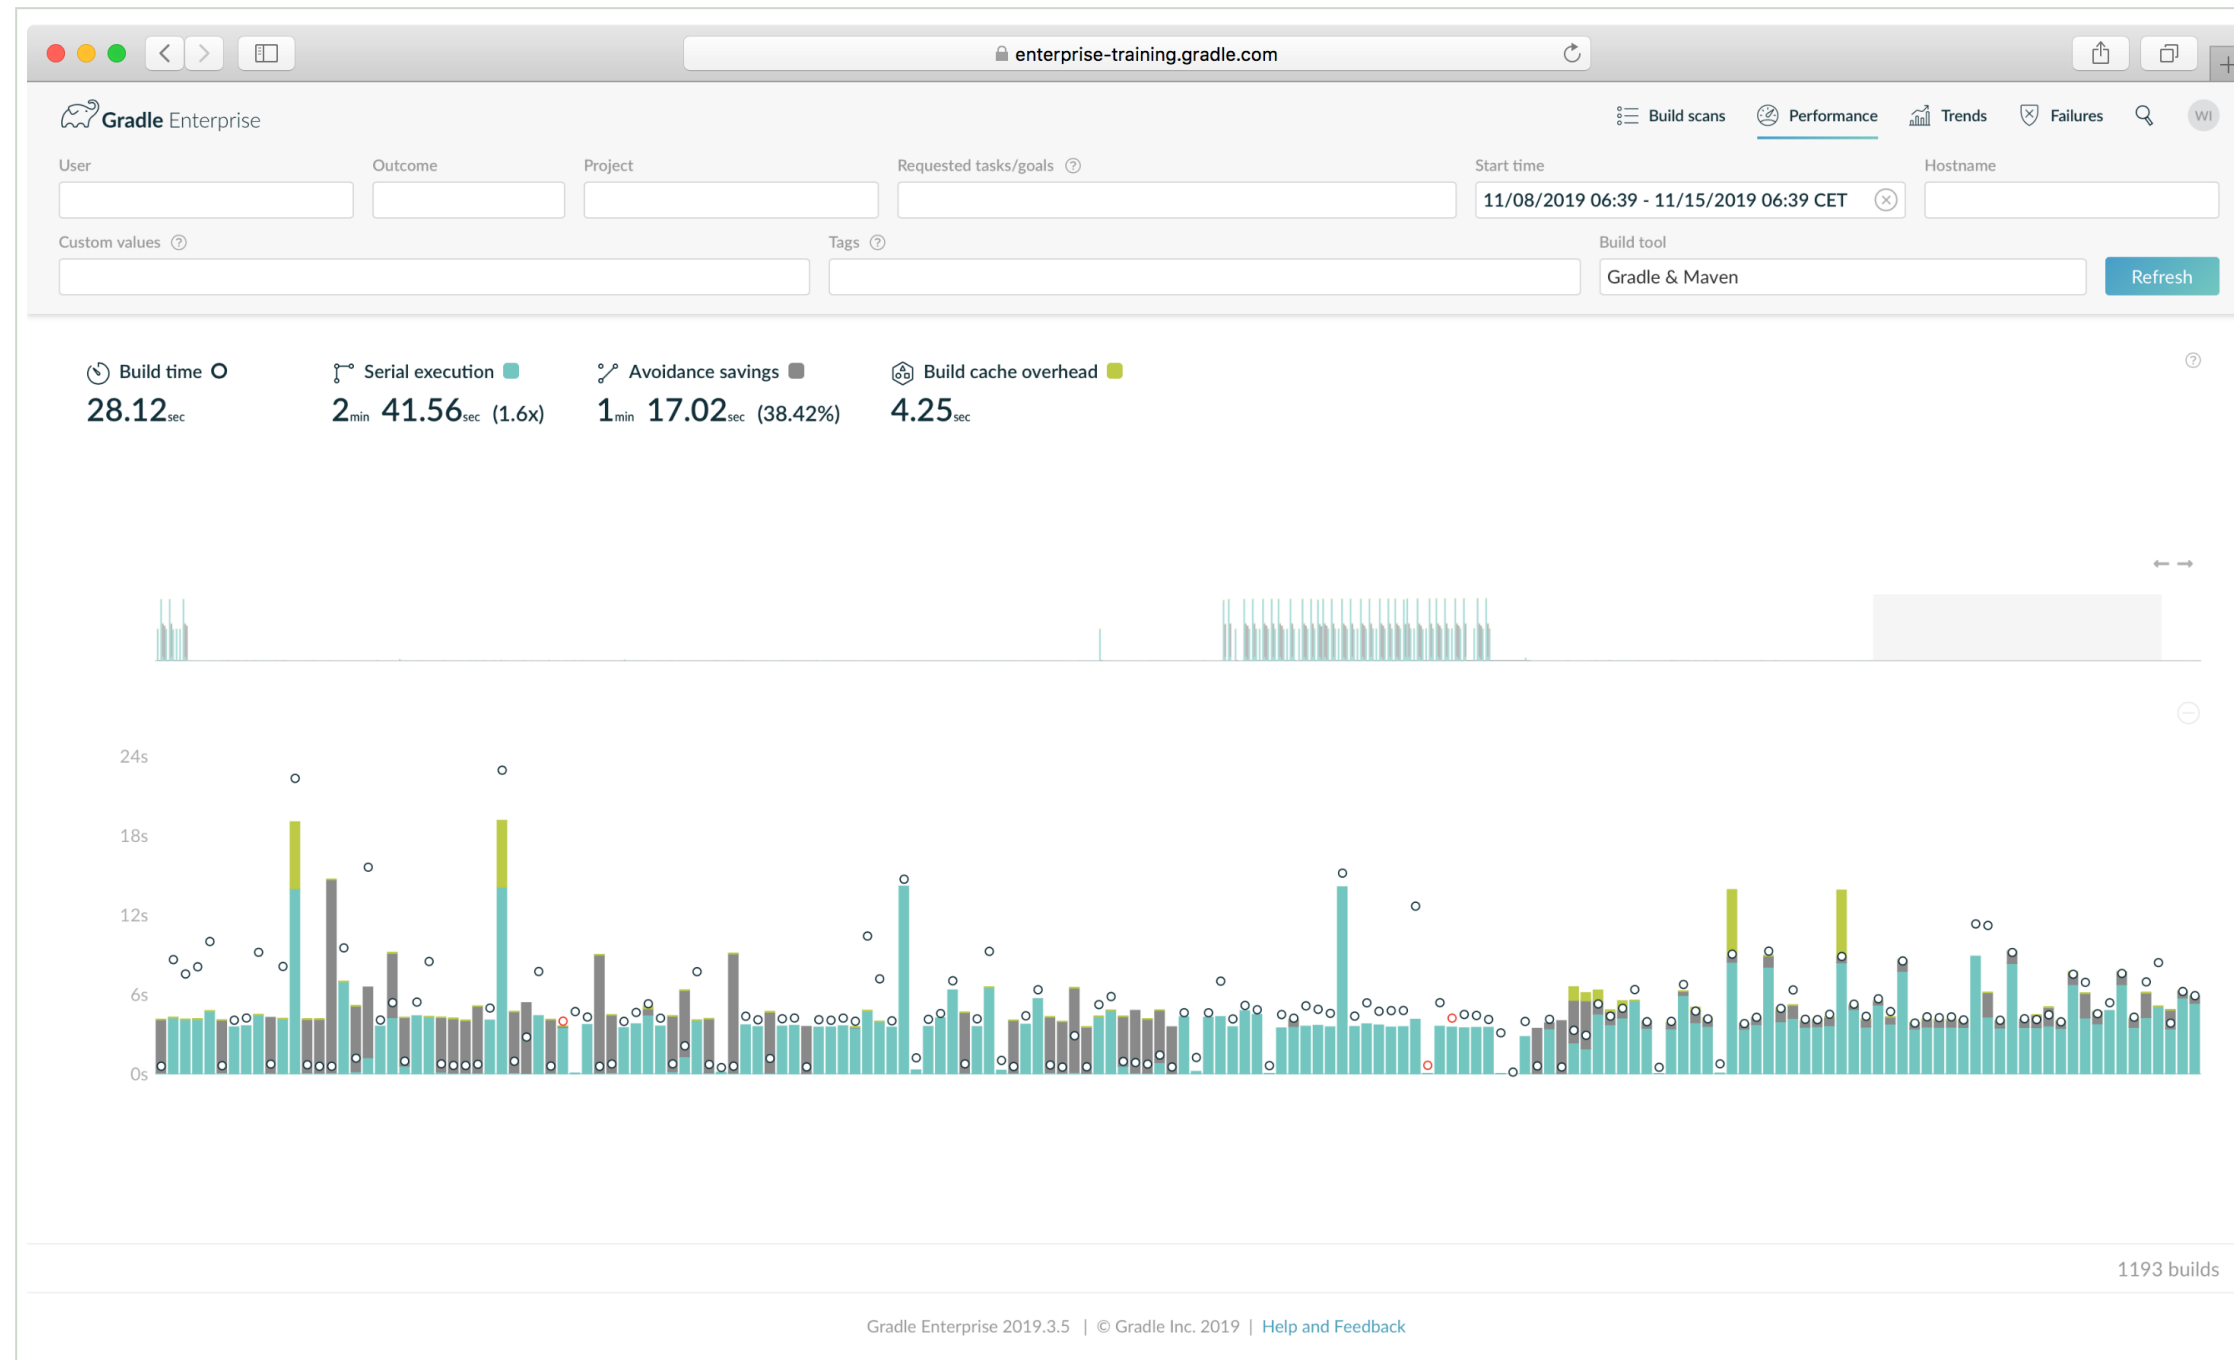 enterprise-training.gradle.com
Gradle Enterprise
Build scans Performance Trends Failures WI
User Outcome Project Requested tasks/goals ? Start time Hostname
11/08/2019 06:39 - 11/15/2019 06:39 CET
Custom values ? Tags ? Build tool
Gradle & Maven Refresh
Build time Serial execution Avoidance savings Build cache overhead ?
28.12sec 2min 41.56sec (1.6x) 1min 17.02sec (38.42%) 4.25sec
24s
18s
12s
6s
0s
1193 builds
Gradle Enterprise 2019.3.5 | © Gradle Inc. 2019 | Help and Feedback